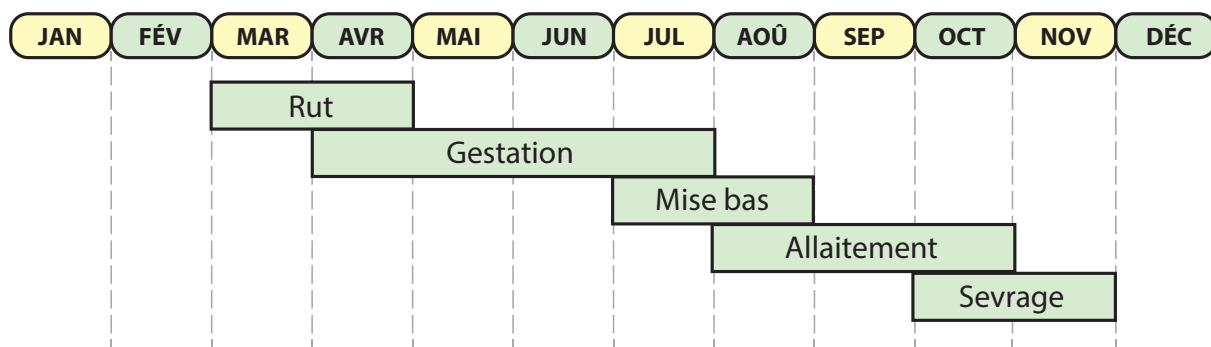 JAN FÉV MAR AVR MAI JUN JUL AOÛ SEP OCT NOV DÉC
Rut
Gestation
Mise bas
Allaitement
Sevrage